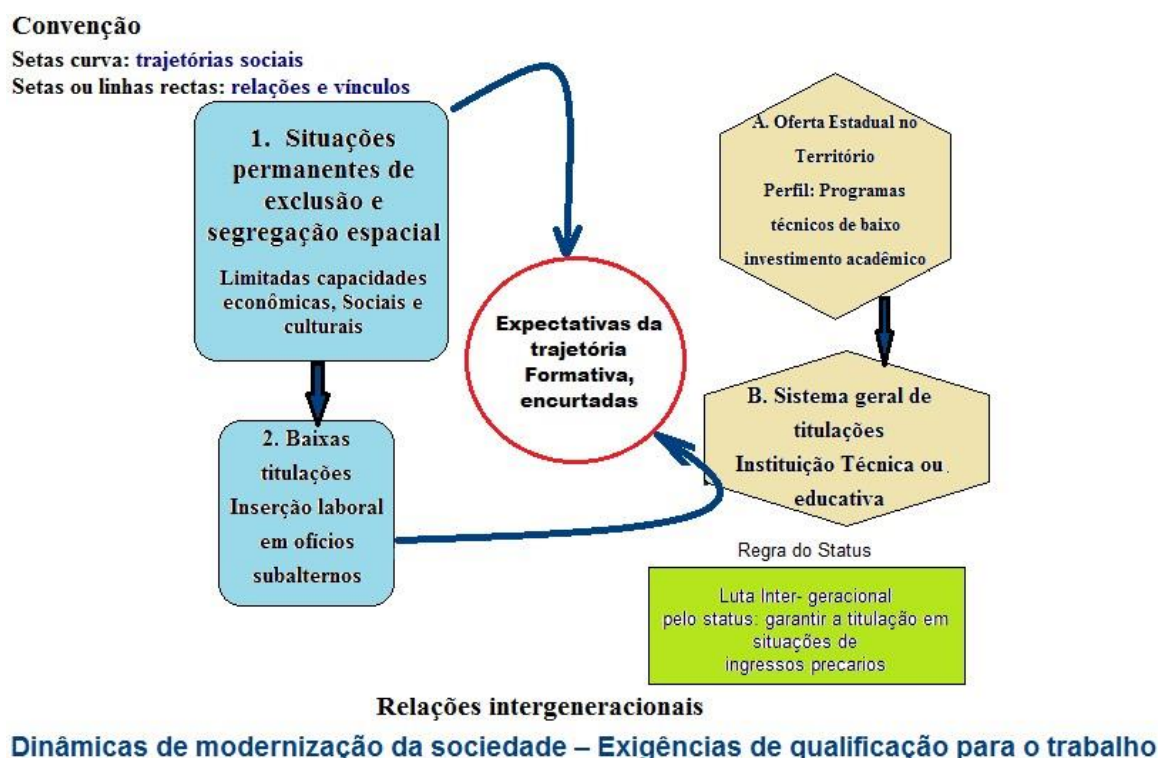 Convenção
Setas curva: trajetórias sociais
Setas ou linhas rectas: relações e vínculos
1. Situações
permanentes de
exclusão e
segregação espacial
Limitadas capacidades
econômicas, Sociais e
culturais
2. Baixas
titulações
Inserção laboral
em ofícios
subalternos
Expectativas da
trajetória
Formativa,
encurtadas
A. Oferta Estadual no
Território
Perfil: Programas
técnicos de baixo
investimento acadêmico
B. Sistema geral de
titulações
Instituição Técnica ou
educativa
Regra do Status
Luta Inter- geracional
pelo status: garantir a titulação em
situações de
ingressos precarios
Relações intergeneracionais
Dinâmicas de modernização da sociedade – Exigências de qualificação para o trabalho